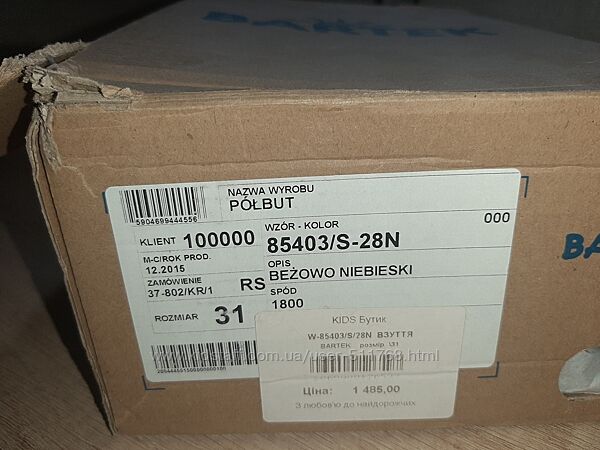 BARTEK
NAZWA WYROBU
PÓŁBUT
5904699444556
000
KLIENT 100000
WZÓR - KOLOR
85403/S-28N
M-C/ROK PROD.
12.2015
OPIS
BEŻOWO NIEBIESKI
ZAMÓWIENIE
37-802/KR/1
RS
SPÓD
1800
ROZMIAR 31
KIDS Бутик
W-85403/S/28N ВЗУТТЯ
BARTEK розмір \31
Ціна: 1 485,00
З любов'ю до найдорожчих